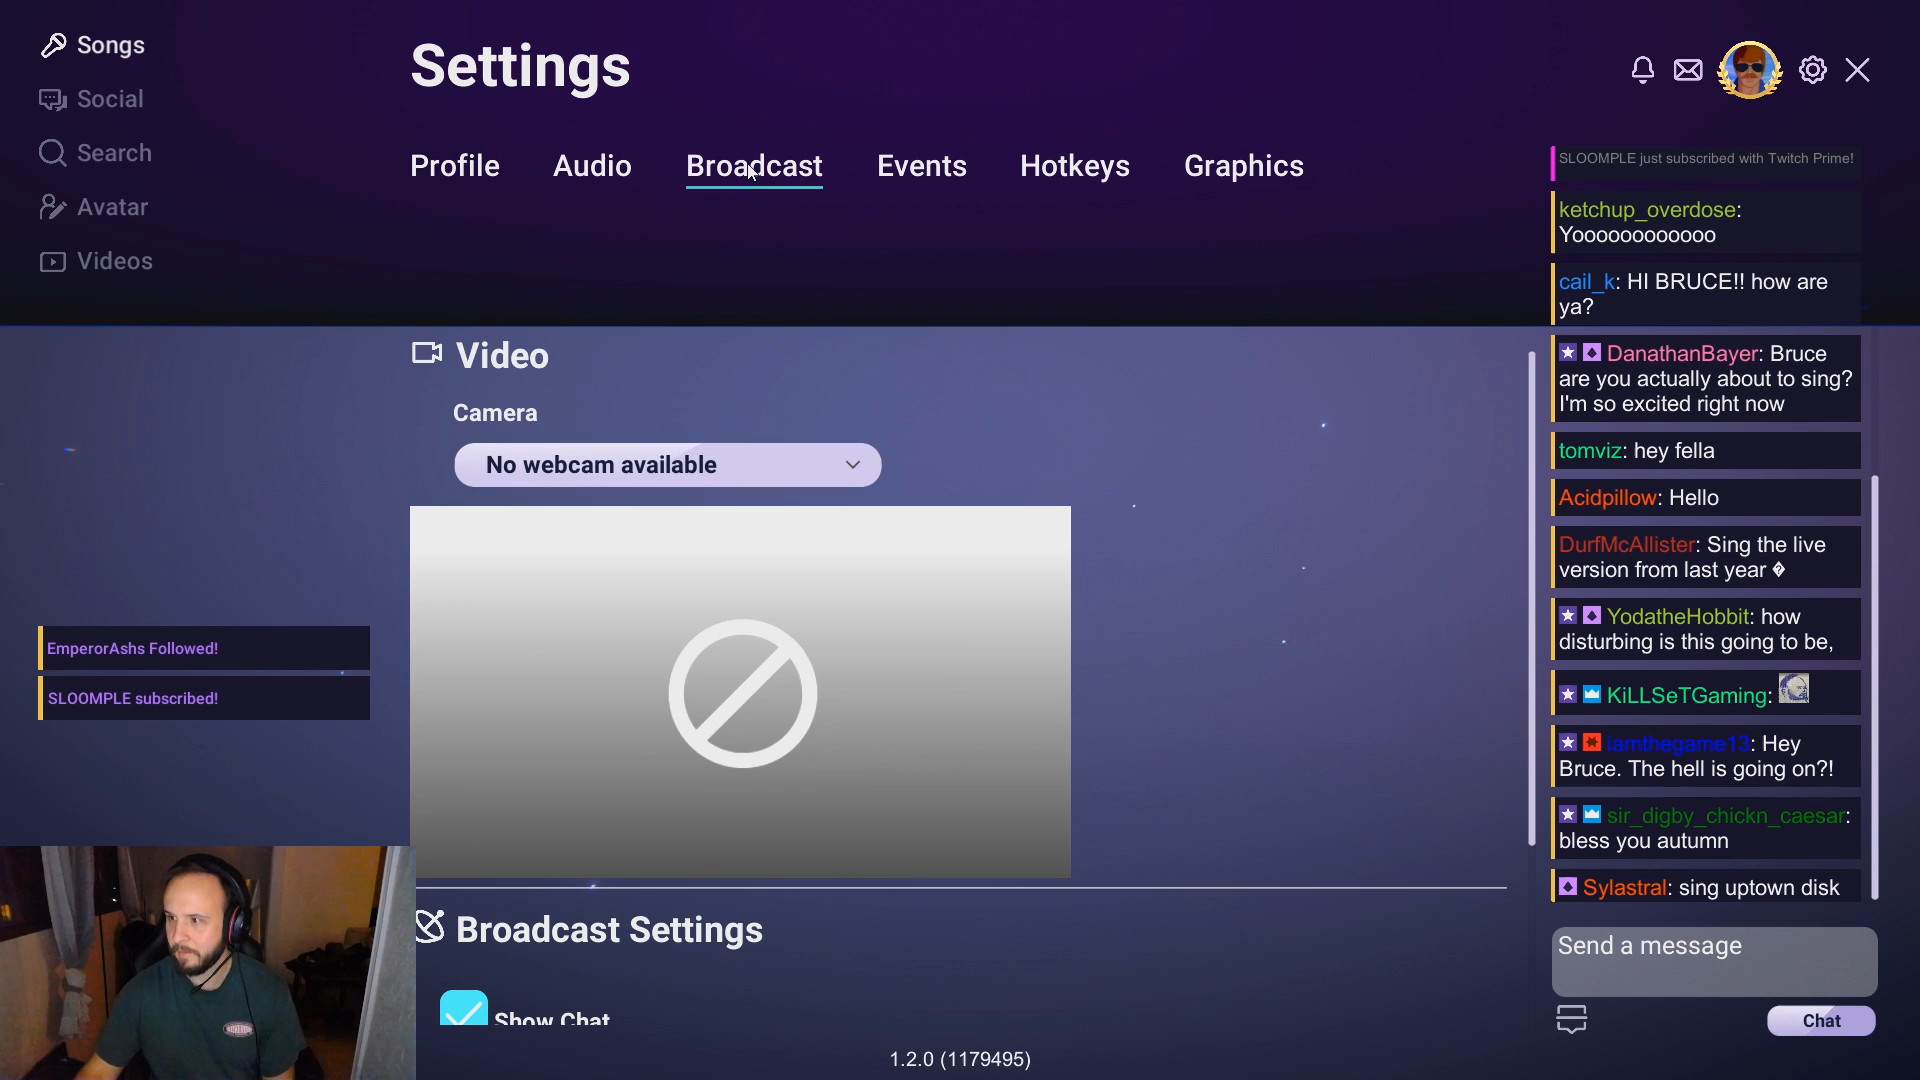 Songs
Social
Search
Avatar
Videos
Settings
Profile
Audio
Broadcast
Events
Hotkeys
Graphics
Video
Camera
No webcam available
EmperorAshs Followed!
SLOOMPLE subscribed!
Broadcast Settings
Show Chat
1.2.0 (1179495)
SLOOMPLE just subscribed with Twitch Prime!
ketchup_overdose:
Yoooooooooooo
cail_k: HI BRUCE!! how are
ya?
DanathanBayer: Bruce
are you actually about to sing?
I'm so excited right now
tomviz: hey fella
Acidpillow: Hello
DurfMcAllister: Sing the live
version from last year �
YodatheHobbit: how
disturbing is this going to be,
KiLLSeTGaming:
iamthegame13: Hey
Bruce. The hell is going on?!
sir_digby_chickn_caesar:
bless you autumn
Sylastral: sing uptown disk
Send a message
Chat